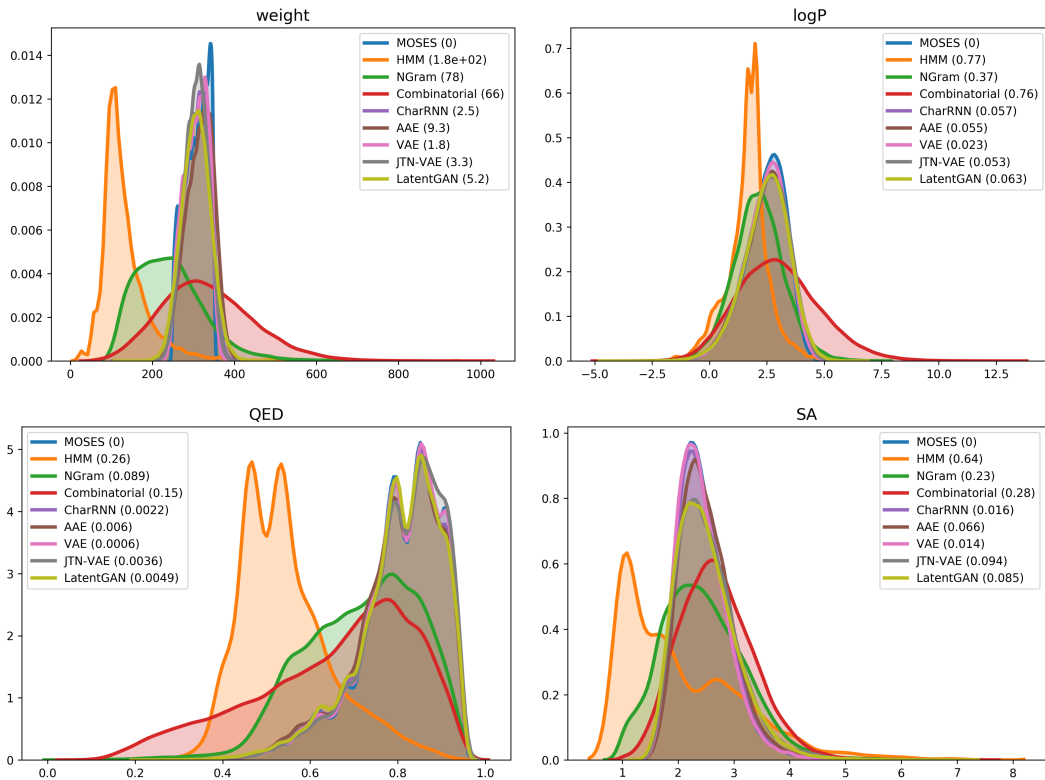 weight
MOSES (0)
HMM (1.8e+02)
NGram (78)
Combinatorial (66)
CharRNN (2.5)
AAE (9.3)
VAE (1.8)
JTN-VAE (3.3)
LatentGAN (5.2)
0.014
0.012
0.010
0.008
0.006
0.004
0.002
0.000
0 200 400 600 800 1000
logP
MOSES (0)
HMM (0.77)
NGram (0.37)
Combinatorial (0.76)
CharRNN (0.057)
AAE (0.055)
VAE (0.023)
JTN-VAE (0.053)
LatentGAN (0.063)
0.7
0.6
0.5
0.4
0.3
0.2
0.1
0.0
−5.0 −2.5 0.0 2.5 5.0 7.5 10.0 12.5
QED
MOSES (0)
HMM (0.26)
NGram (0.089)
Combinatorial (0.15)
CharRNN (0.0022)
AAE (0.006)
VAE (0.0006)
JTN-VAE (0.0036)
LatentGAN (0.0049)
5
4
3
2
1
0
0.0 0.2 0.4 0.6 0.8 1.0
SA
MOSES (0)
HMM (0.64)
NGram (0.23)
Combinatorial (0.28)
CharRNN (0.016)
AAE (0.066)
VAE (0.014)
JTN-VAE (0.094)
LatentGAN (0.085)
1.0
0.8
0.6
0.4
0.2
0.0
1 2 3 4 5 6 7 8